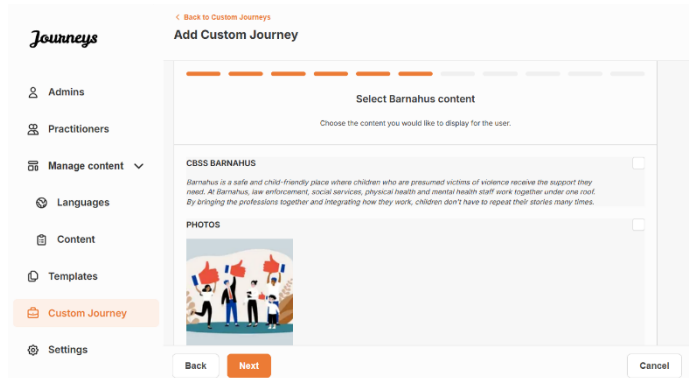 Journeys
Admins
Practitioners
Manage content
Languages
Content
Templates
Custom Journey
Settings
Back to Custom Journeys
Add Custom Journey
Select Barnahus content
Choose the content you would like to display for the user.
CBSS BARNAHUS
Barnahus is a safe and child-friendly place where children who are presumed victims of violence receive the support they
need. At Barnahus, law enforcement, social services, physical health and mental health staff work together under one roof.
By bringing the professions together and integrating how they work, children don't have to repeat their stories many times.
PHOTOS
Back
Next
Cancel